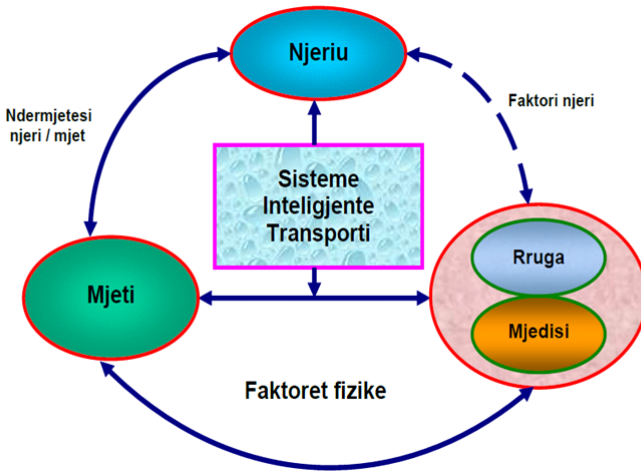 Njeriu
Ndermjetesi
njeri / mjet
Faktori njeri
Sisteme
Inteligjente
Transporti
Rruga
Mjeti
Mjedisi
Faktoret fizike